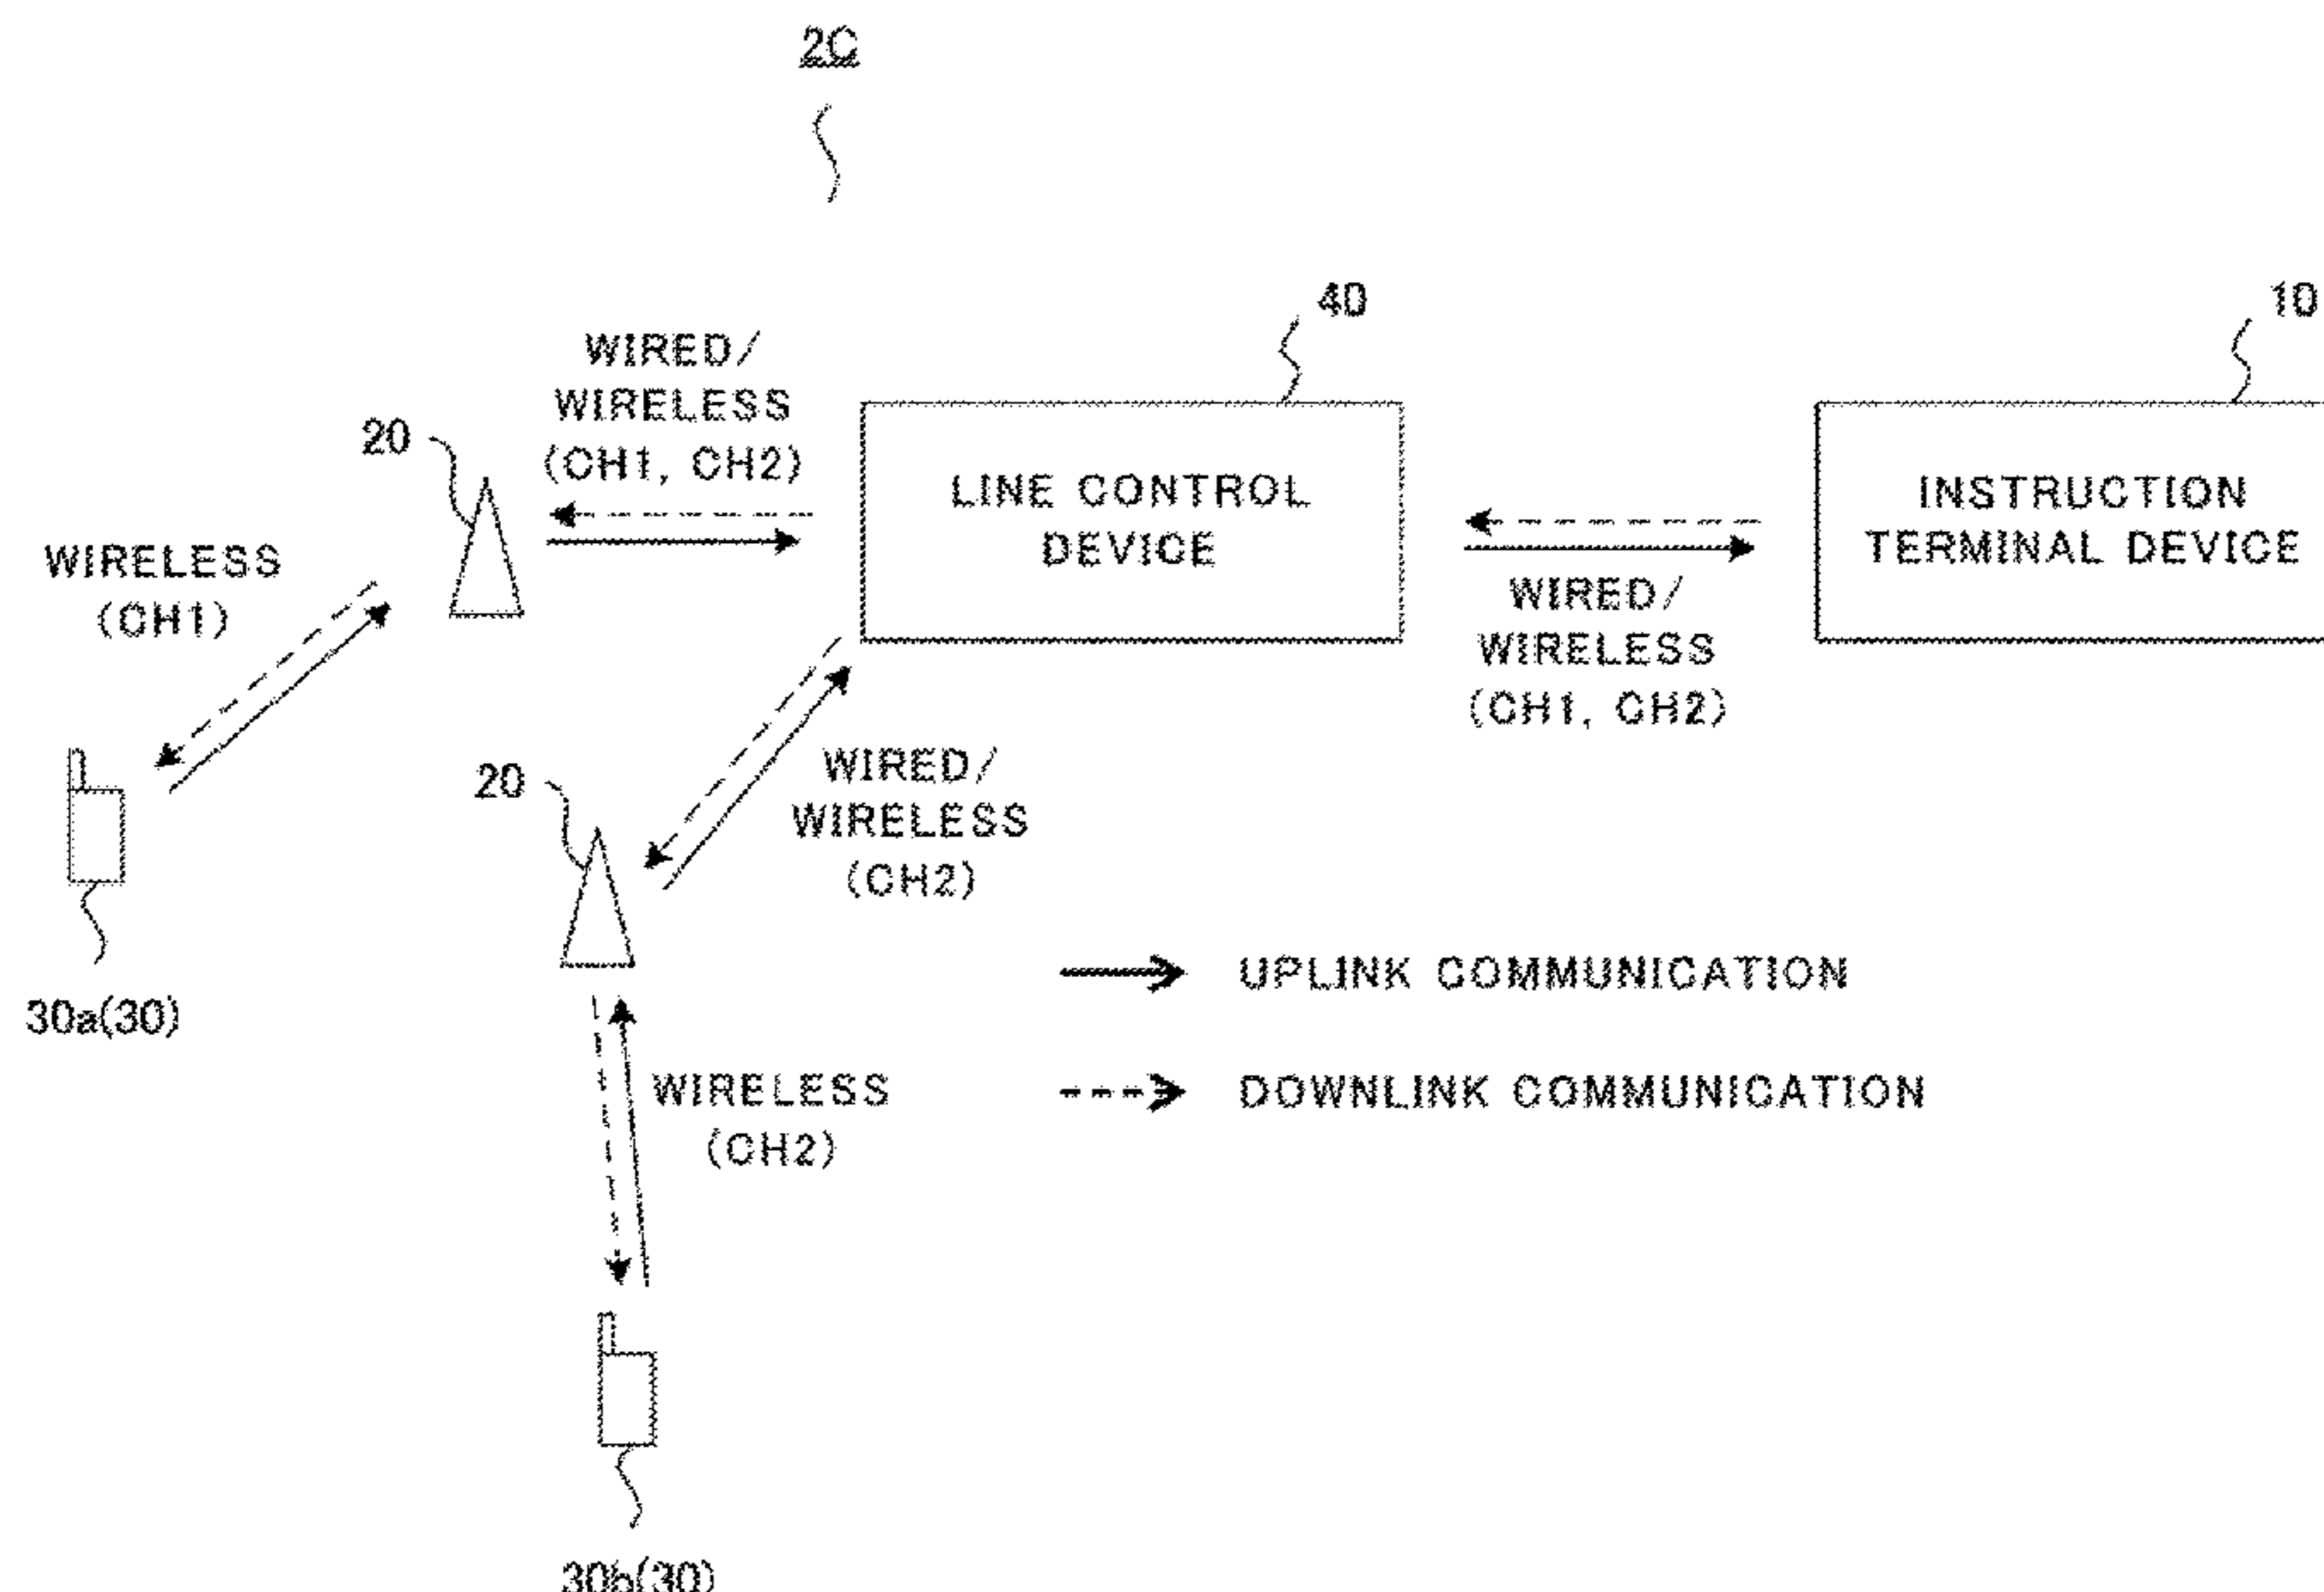 2C
40
10
WIRED/
WIRELESS
(CH1, CH2)
20
LINE CONTROL
DEVICE
INSTRUCTION
TERMINAL DEVICE
WIRELESS
(CH1)
WIRED/
WIRELESS
(CH1, CH2)
20
WIRED/
WIRELESS
(CH2)
30a(30)
UPLINK COMMUNICATION
WIRELESS
(CH2)
DOWNLINK COMMUNICATION
30b(30)